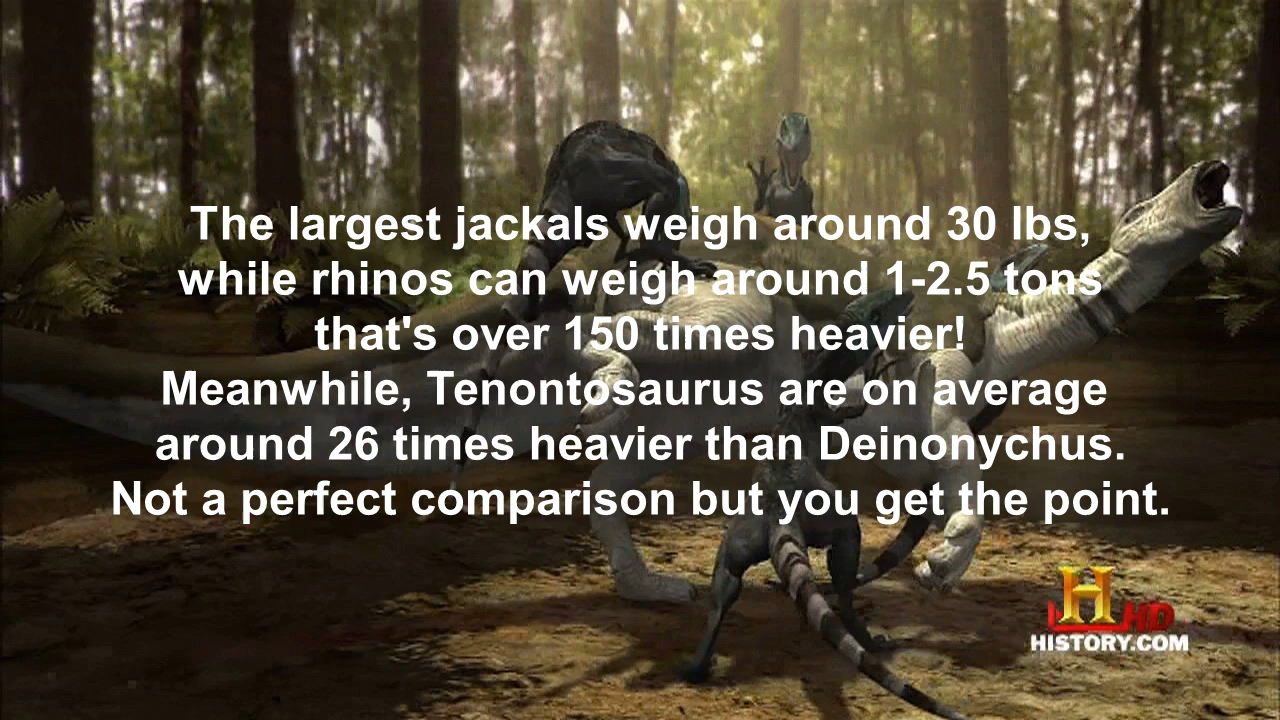 The largest jackals weigh around 30 lbs,
while rhinos can weigh around 1-2.5 tons
that's over 150 times heavier!
Meanwhile, Tenontosaurus are on average
around 26 times heavier than Deinonychus.
Not a perfect comparison but you get the point.
H HD
HISTORY.COM